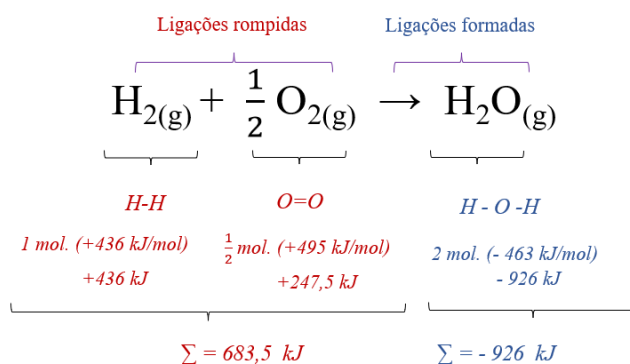 Ligações rompidas Ligações formadas
H₂(g) + 1/2 O₂(g) → H₂O(g)
H-H O=O H - O -H
1 mol. (+436 kJ/mol) 1/2 mol. (+495 kJ/mol) 2 mol. (- 463 kJ/mol)
+436 kJ +247,5 kJ - 926 kJ
∑ = 683,5 kJ ∑ = - 926 kJ